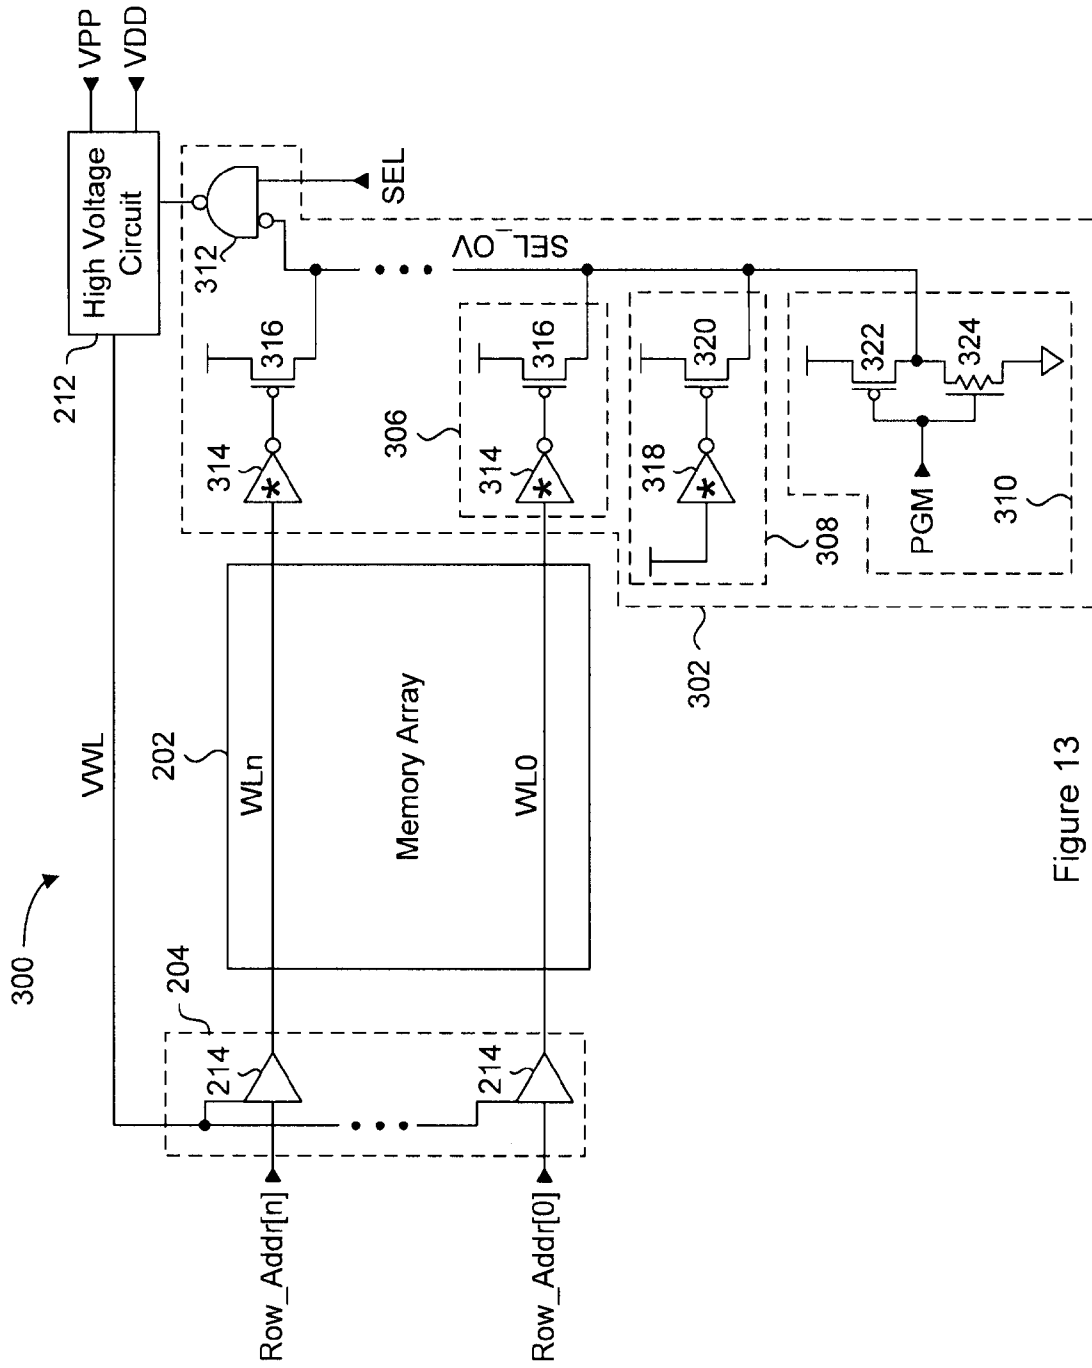 300
VWL
212
High Voltage
Circuit
VPP
VDD
204
202
312
SEL
214
WLn
314
*
316
Row_Addr[n]
Memory Array
SEL_OV
306
214
WL0
314
*
316
Row_Addr[0]
318
*
320
308
302
322
324
PGM
310
Figure 13